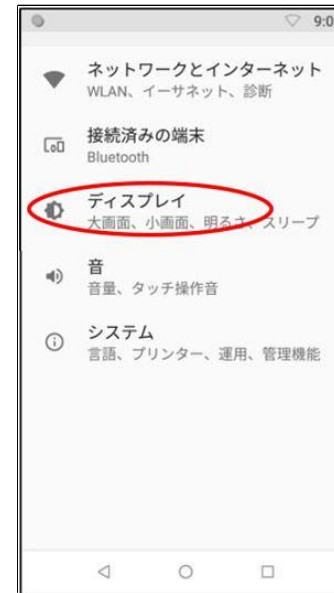 9:0
ネットワークとインターネット
WLAN、イーサネット、診断
接続済みの端末
Bluetooth
ディスプレイ
大画面、小画面、明るさ、スリープ
音
音量、タッチ操作音
システム
言語、プリンター、運用、管理機能